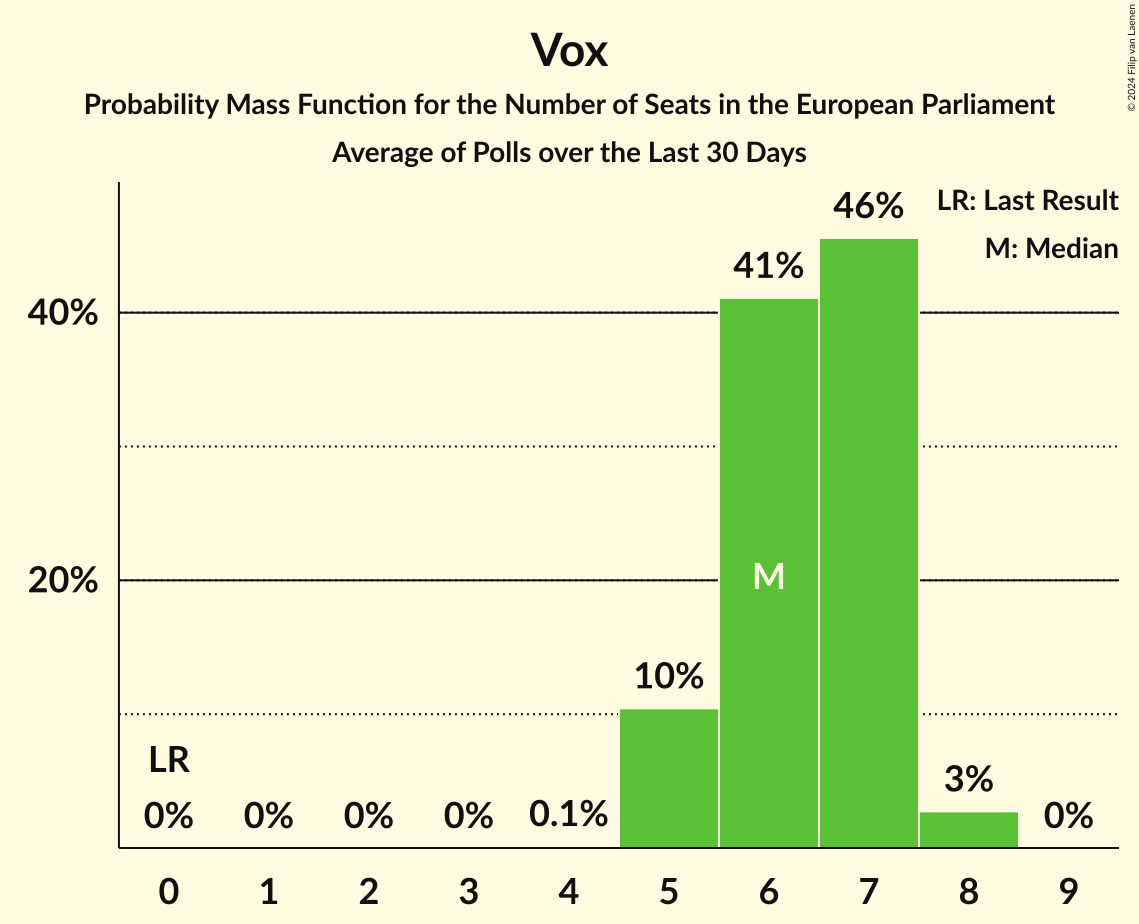 Vox
Probability Mass Function for the Number of Seats in the European Parliament
Average of Polls over the Last 30 Days
© 2024 Filip van Laenen
LR: Last Result
M: Median
40%
20%
LR
0%
0%
0%
0%
0.1%
10%
41%
M
46%
3%
0%
0 1 2 3 4 5 6 7 8 9